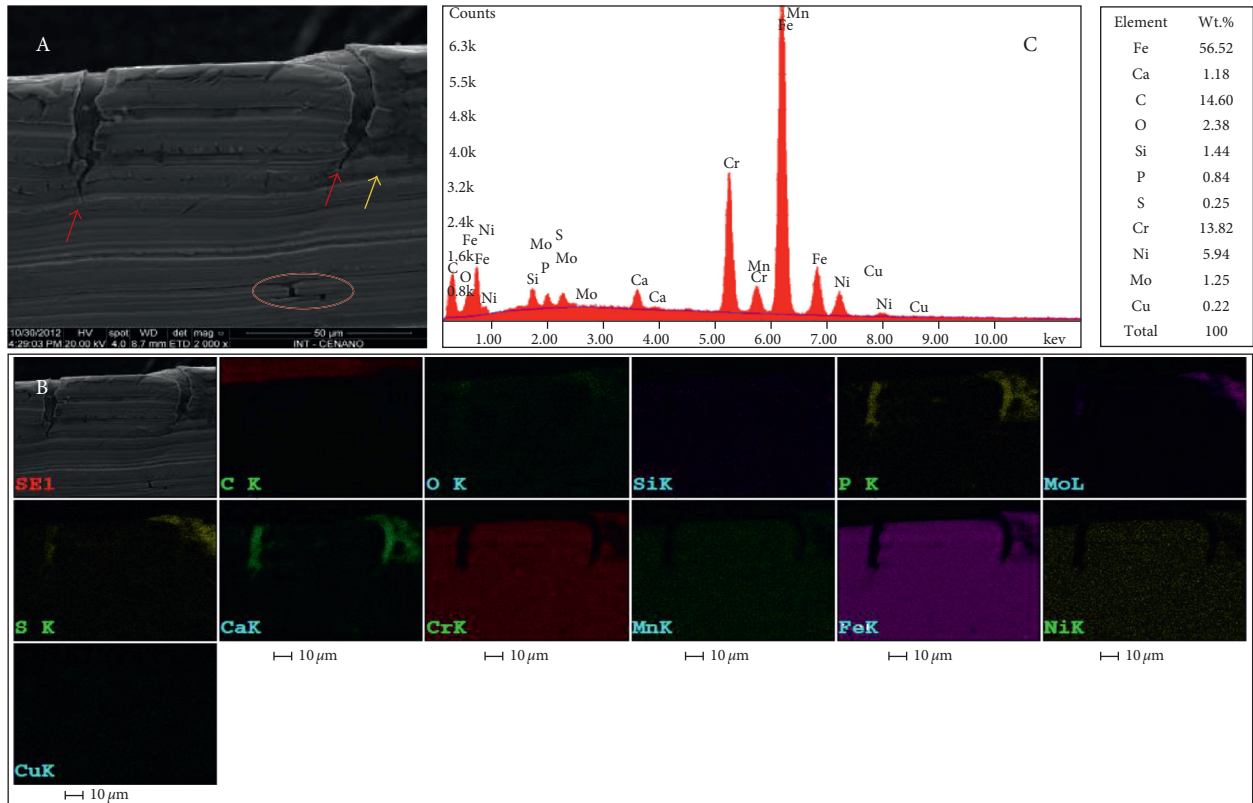 A
10/30/2012 HV spot WD det mag 50 μm
4:29:03 PM 20.00 kV 4.0 8.7 mm ETD 2 000 x INT - CENANO
Counts
6.3k
5.5k
4.8k
4.0k
3.2k
2.4k
1.6k
0.8k
C
Mn
Fe
Cr
Ni
Fe
Fe
C
O
Ni
Mo
S
P
Mo
Si
Mo
Ca
Ca
Mn
Cr
Fe
Ni
Cu
Ni
Cu
1.00 2.00 3.00 4.00 5.00 6.00 7.00 8.00 9.00 10.00 kev
Element Wt.%
Fe 56.52
Ca 1.18
C 14.60
O 2.38
Si 1.44
P 0.84
S 0.25
Cr 13.82
Ni 5.94
Mo 1.25
Cu 0.22
Total 100
B
SE1 C K O K SiK P K MoL
S K CaK CrK MnK FeK NiK
10 μm 10 μm 10 μm 10 μm 10 μm
CuK
10 μm